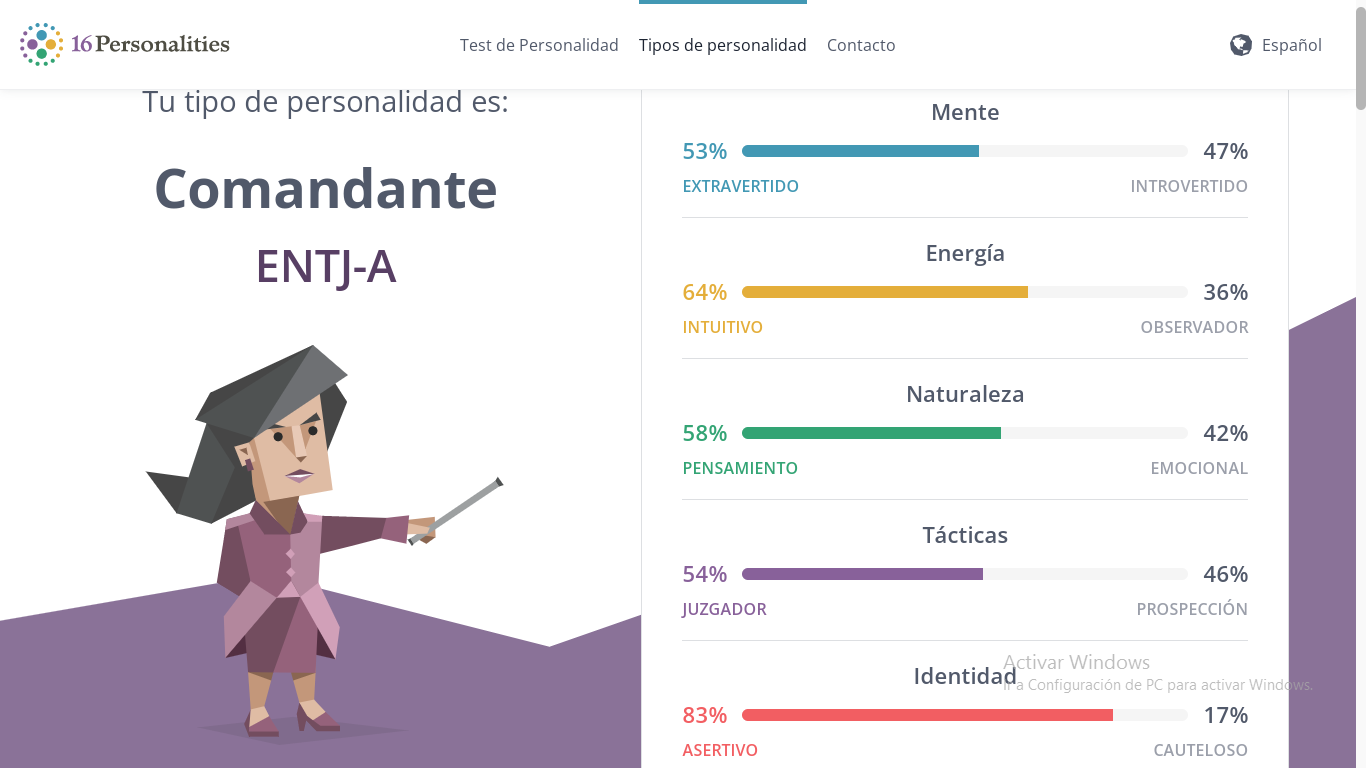 16Personalities
Test de Personalidad
Tipos de personalidad
Contacto
Español
Tu tipo de personalidad es:
Comandante
ENTJ-A
Mente
53% 47%
EXTRAVERTIDO INTROVERTIDO
Energía
64% 36%
INTUITIVO OBSERVADOR
Naturaleza
58% 42%
PENSAMIENTO EMOCIONAL
Tácticas
54% 46%
JUZGADOR PROSPECCIÓN
Identidad
83% 17%
ASERTIVO CAUTELOSO
Activar Windows
Ir a Configuración de PC para activar Windows.